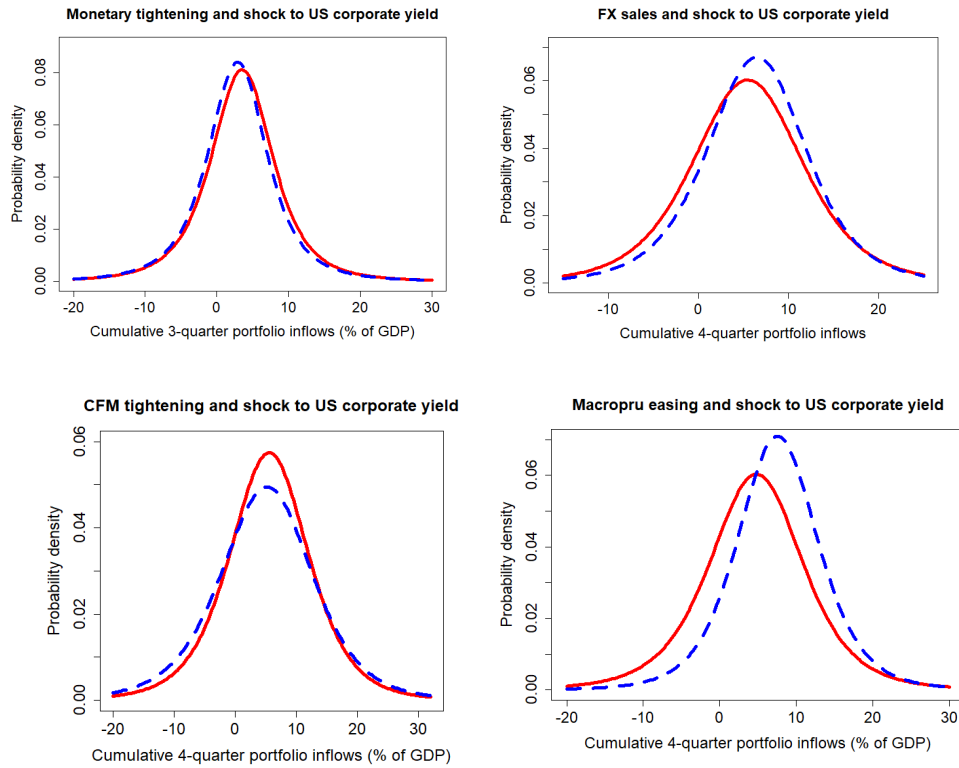 Monetary tightening and shock to US corporate yield
Probability density
0.00 0.02 0.04 0.06 0.08
-20 -10 0 10 20 30
Cumulative 3-quarter portfolio inflows (% of GDP)
FX sales and shock to US corporate yield
Probability density
0.00 0.02 0.04 0.06
-10 0 10 20
Cumulative 4-quarter portfolio inflows
CFM tightening and shock to US corporate yield
Probability density
0.00 0.02 0.04 0.06
-20 -10 0 10 20 30
Cumulative 4-quarter portfolio inflows (% of GDP)
Macropru easing and shock to US corporate yield
Probability density
0.00 0.02 0.04 0.06
-20 -10 0 10 20 30
Cumulative 4-quarter portfolio inflows (% of GDP)